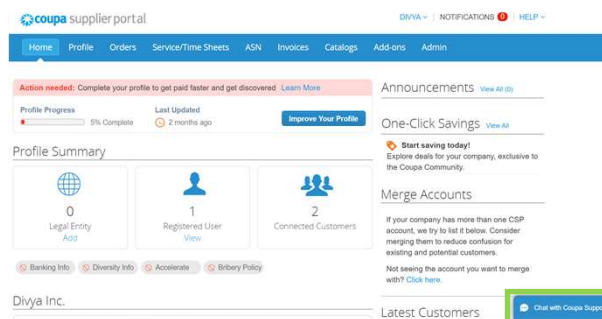 coupa supplier portal
DIVYA NOTIFICATIONS 0 HELP
Home Profile Orders Service/Time Sheets ASN Invoices Catalogs Add-ons Admin
Action needed: Complete your profile to get paid faster and get discovered Learn More
Profile Progress
5% Complete
Last Updated
2 months ago
Improve Your Profile
Profile Summary
0
Legal Entity
Add
1
Registered User
View
2
Connected Customers
Banking Info Diversity Info Accelerate Bribery Policy
Divya Inc.
Announcements View All (0)
One-Click Savings View All
Start saving today!
Explore deals for your company, exclusive to
the Coupa Community.
Merge Accounts
If your company has more than one CSP
account, we try to list it below. Consider
merging them to reduce confusion for
existing and potential customers.
Not seeing the account you want to merge
with? Click here.
Latest Customers
Chat with Coupa Suppo